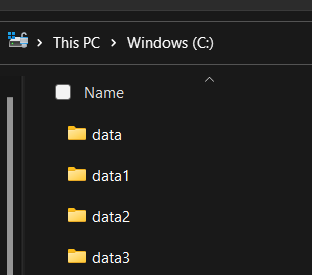 This PC > Windows (C:)
Name
data
data1
data2
data3